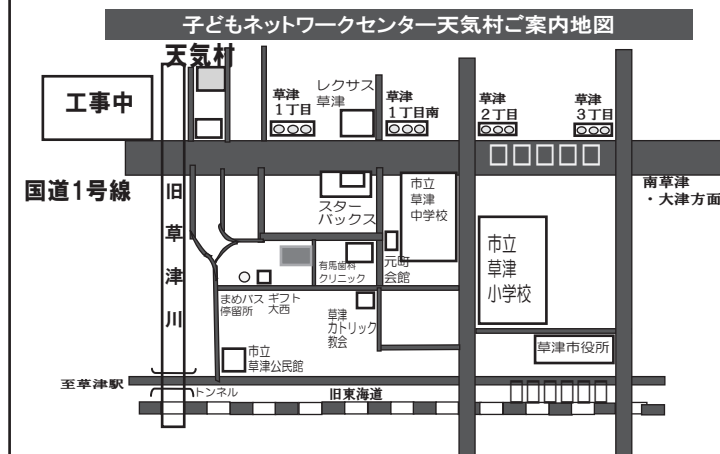 子どもネットワークセンター天気村ご案内地図
天気村
工事中
草津
1丁目
レクサス
草津
草津
1丁目南
草津
2丁目
草津
3丁目
国道1号線
旧草津川
スター
バックス
市立
草津
中学校
南草津
・大津方面
市立
草津
小学校
有馬歯科
クリニック
元町
会館
まめバス
停留所
ギフト
大西
草津
カトリック
教会
市立
草津公民館
草津市役所
至草津駅
トンネル
旧東海道